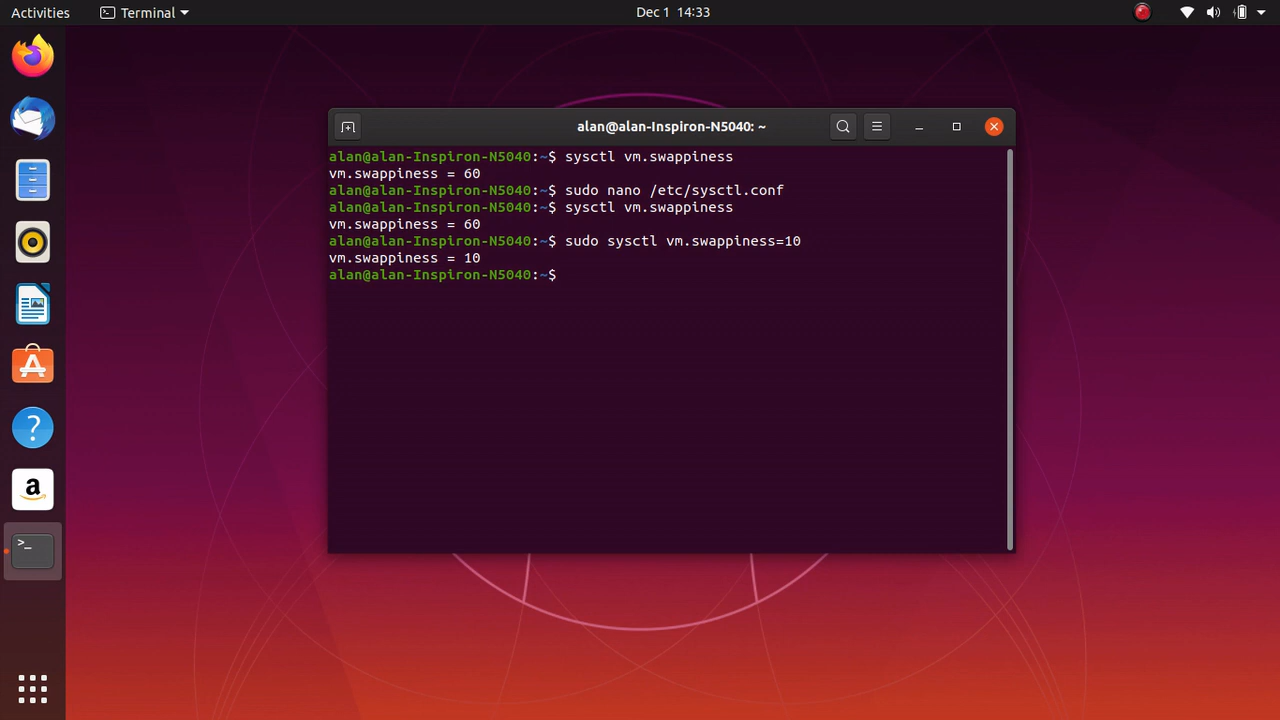 Activities Terminal Dec 1 14:33
alan@alan-Inspiron-N5040: ~
alan@alan-Inspiron-N5040:~$ sysctl vm.swappiness
vm.swappiness = 60
alan@alan-Inspiron-N5040:~$ sudo nano /etc/sysctl.conf
alan@alan-Inspiron-N5040:~$ sysctl vm.swappiness
vm.swappiness = 60
alan@alan-Inspiron-N5040:~$ sudo sysctl vm.swappiness=10
vm.swappiness = 10
alan@alan-Inspiron-N5040:~$
?
a
>_